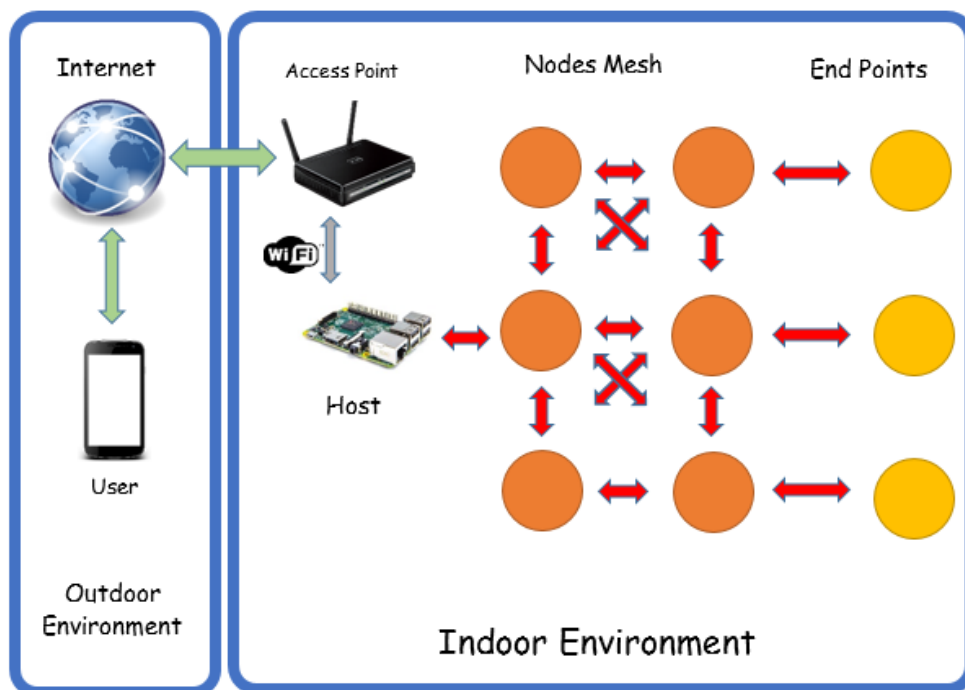 Internet
User
Outdoor
Environment
Access Point
WiFi
Host
Nodes Mesh
End Points
Indoor Environment